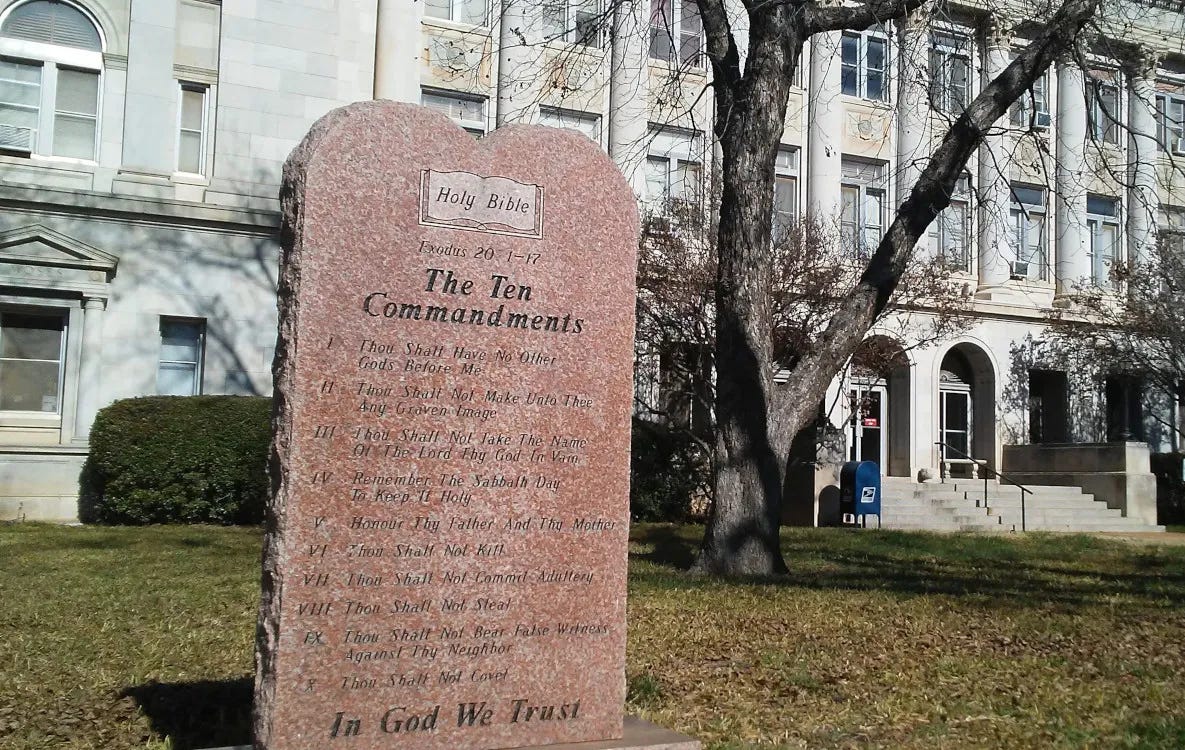 Holy Bible
Exodus 20 1-17
The Ten
Commandments
I Thou Shalt Have No Other
Gods Before Me
II Thou Shalt Not Make Unto Thee
Any Graven Image
III Thou Shalt Not Take The Name
Of The Lord Thy God In Vain
IV Remember The Sabbath Day
To Keep It Holy
V Honour Thy Father And Thy Mother
VI Thou Shalt Not Kill
VII Thou Shalt Not Commit Adultery
VIII Thou Shalt Not Steal
IX Thou Shalt Not Bear False Witness
Against Thy Neighbor
X Thou Shalt Not Covet
In God We Trust